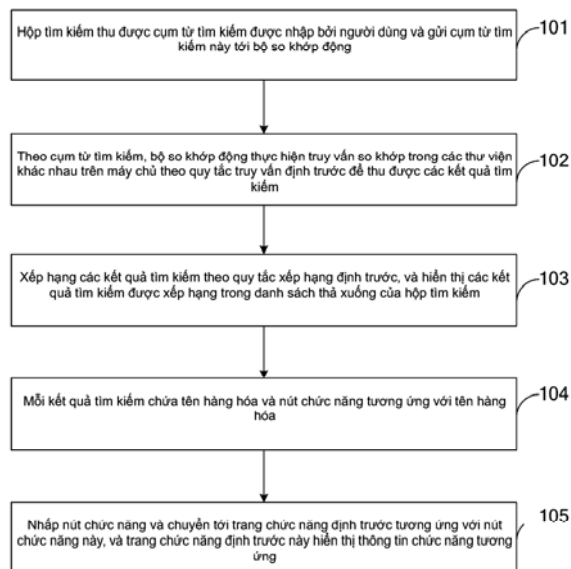 Hộp tìm kiếm thu được cụm từ tìm kiếm được nhập bởi người dùng và gửi cụm từ tìm
kiếm này tới bộ so khớp động
101
Theo cụm từ tìm kiếm, bộ so khớp động thực hiện truy vấn so khớp trong các thư viện
khác nhau trên máy chủ theo quy tắc truy vấn định trước để thu được các kết quả tìm
kiếm
102
Xếp hạng các kết quả tìm kiếm theo quy tắc xếp hạng định trước, và hiển thị các kết
quả tìm kiếm được xếp hạng trong danh sách thả xuống của hộp tìm kiếm
103
Mỗi kết quả tìm kiếm chứa tên hàng hóa và nút chức năng tương ứng với tên hàng
hóa
104
Nhấp nút chức năng và chuyển tới trang chức năng định trước tương ứng với nút
chức năng này, và trang chức năng định trước này hiển thị thông tin chức năng tương
ứng
105